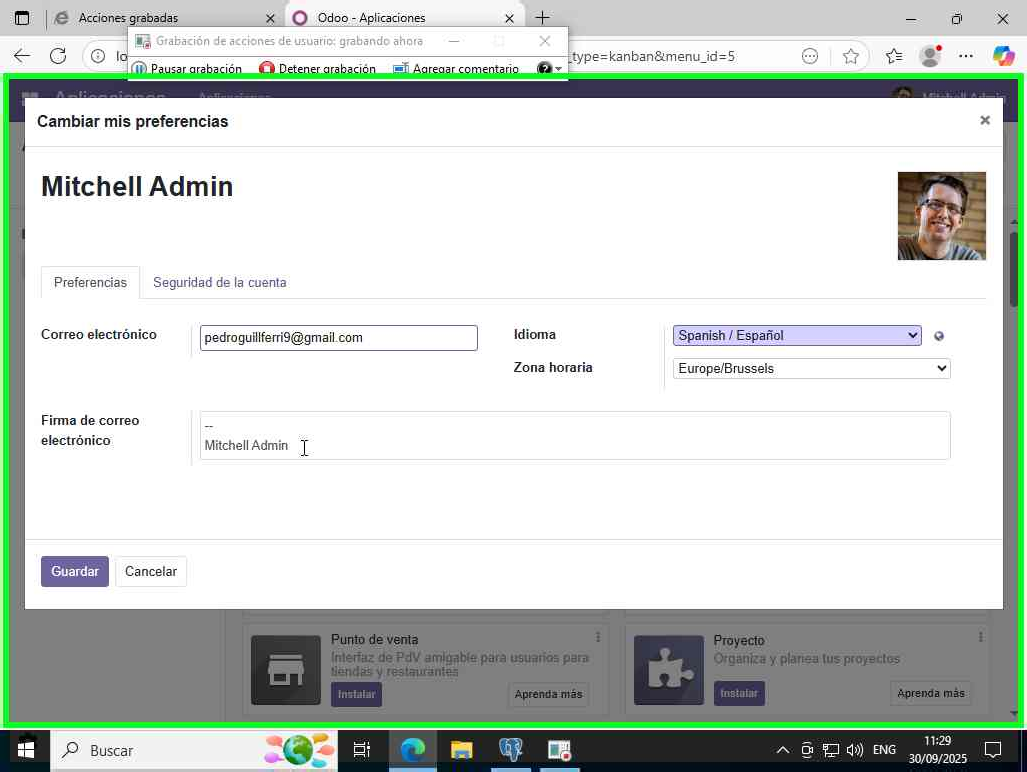 Acciones grabadas
Odoo - Aplicaciones
Grabación de acciones de usuario: grabando ahora
Pausar grabación
Detener grabación
Agregar comentario
lo
_type=kanban&menu_id=5
Aplicaciones
Aplicaciones
Mitchell Admin
Cambiar mis preferencias
Mitchell Admin
Preferencias
Seguridad de la cuenta
Correo electrónico
pedroguillferri9@gmail.com
Idioma
Spanish / Español
Zona horaria
Europe/Brussels
Firma de correo
electrónico
--
Mitchell Admin
Guardar
Cancelar
Punto de venta
Interfaz de PdV amigable para usuarios para
tiendas y restaurantes
Instalar
Aprenda más
Proyecto
Organiza y planea tus proyectos
Instalar
Aprenda más
Buscar
ENG
11:29
30/09/2025